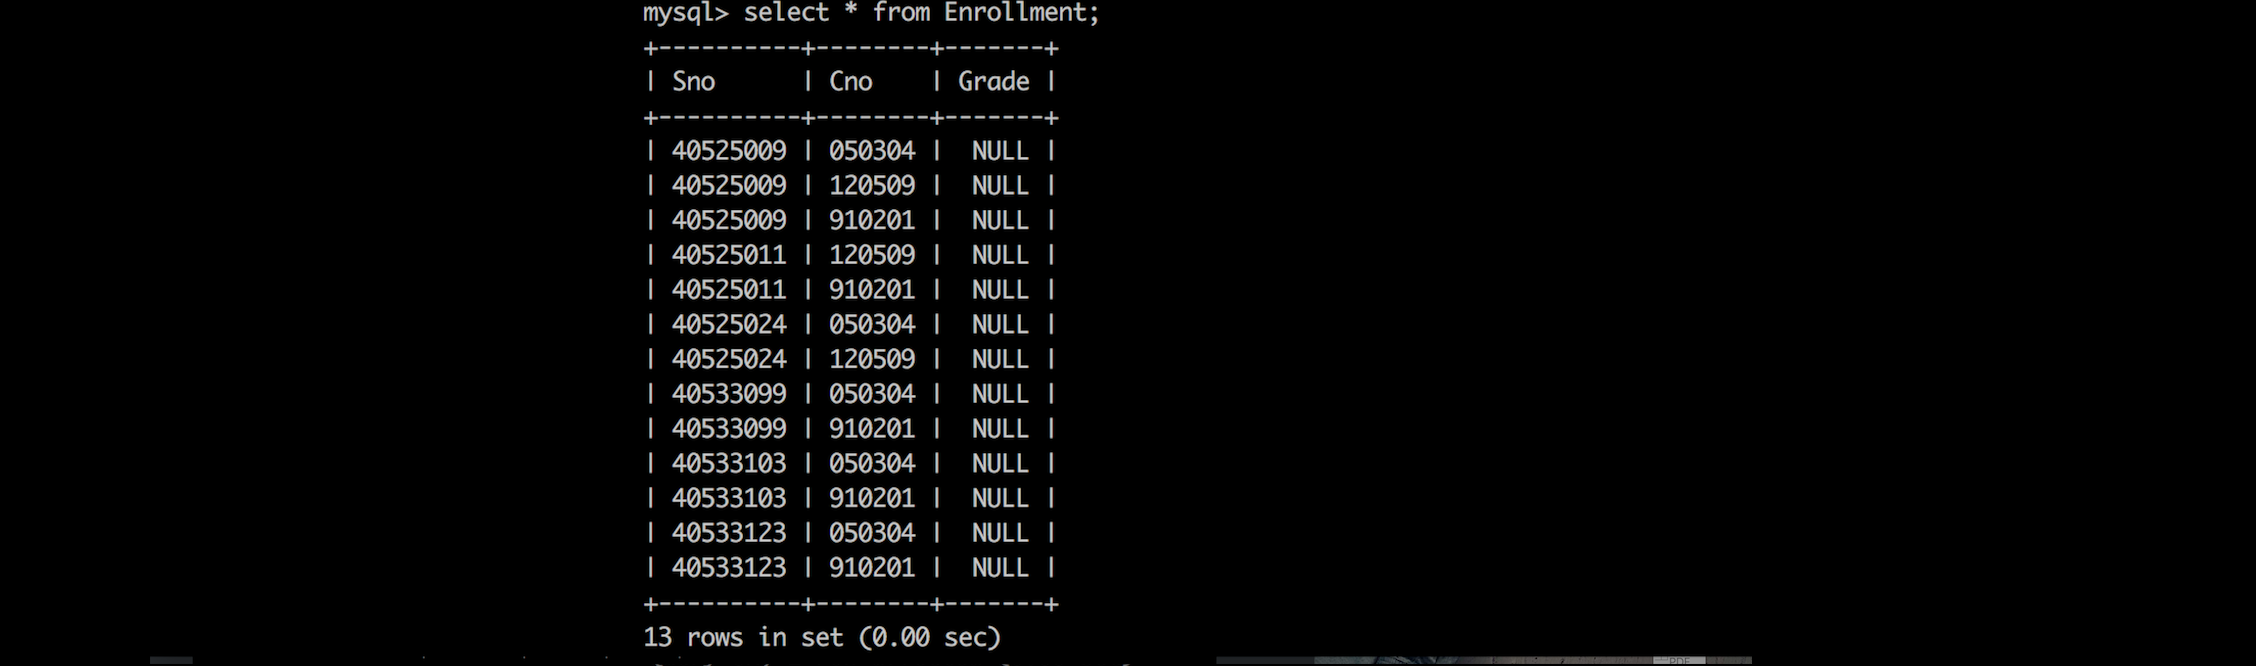 mysql> select * from Enrollment;
+----------+--------+-------+
| Sno      | Cno    | Grade |
+----------+--------+-------+
| 40525009 | 050304 |  NULL |
| 40525009 | 120509 |  NULL |
| 40525009 | 910201 |  NULL |
| 40525011 | 120509 |  NULL |
| 40525011 | 910201 |  NULL |
| 40525024 | 050304 |  NULL |
| 40525024 | 120509 |  NULL |
| 40533099 | 050304 |  NULL |
| 40533099 | 910201 |  NULL |
| 40533103 | 050304 |  NULL |
| 40533103 | 910201 |  NULL |
| 40533123 | 050304 |  NULL |
| 40533123 | 910201 |  NULL |
+----------+--------+-------+
13 rows in set (0.00 sec)